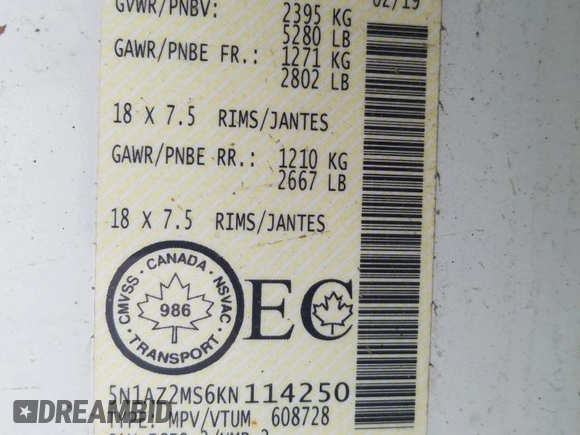 GVWR/PNBV: 2395 KG
5280 LB
02/19
GAWR/PNBE FR.: 1271 KG
2802 LB
18 X 7.5 RIMS/JANTES
GAWR/PNBE RR.: 1210 KG
2667 LB
18 X 7.5 RIMS/JANTES
CMVSS · CANADA · NSVAC
986
· TRANSPORT ·
EC
5N1AZ2MS6KN114250
TYPE: MPV/VTUM 608728
DREAMBID